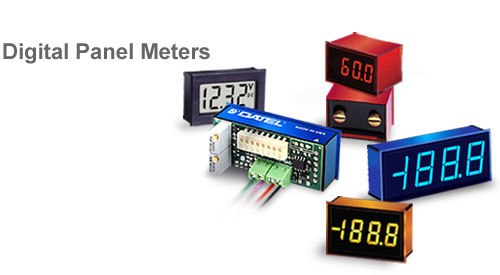 Digital Panel Meters
60.0
12.32 V
DATEL MADE IN USA
-188.8
-188.8